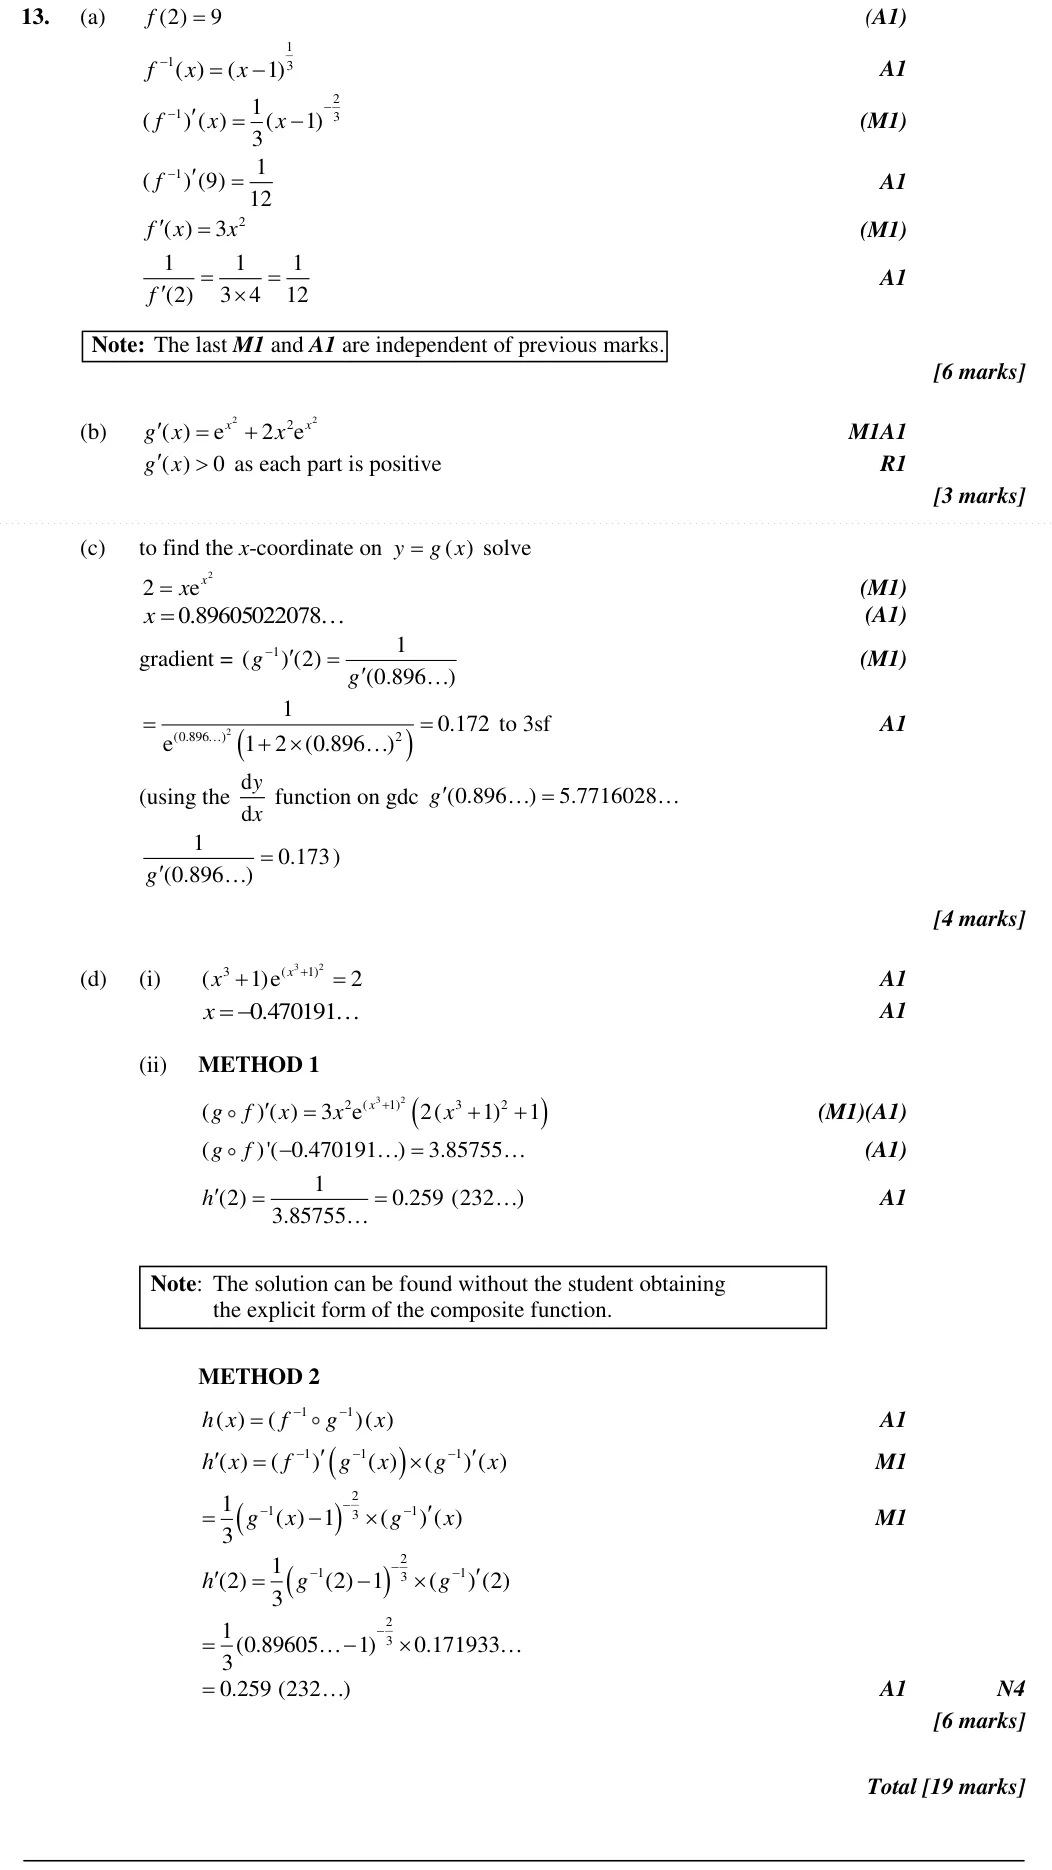 13. (a) f(2) = 9 (A1)
f⁻¹(x) = (x − 1)^(1/3) A1
(f⁻¹)′(x) = 1/3 (x − 1)^(−2/3) (M1)
(f⁻¹)′(9) = 1/12 A1
f′(x) = 3x² (M1)
1/f′(2) = 1/(3×4) = 1/12 A1
Note: The last M1 and A1 are independent of previous marks.
[6 marks]
(b) g′(x) = e^(x²) + 2x²e^(x²) M1A1
g′(x) > 0 as each part is positive R1
[3 marks]
(c) to find the x-coordinate on y = g(x) solve
2 = xe^(x²) (M1)
x = 0.89605022078… (A1)
gradient = (g⁻¹)′(2) = 1/g′(0.896…) (M1)
= 1/(e^((0.896…)²)(1 + 2×(0.896…)²)) = 0.172 to 3sf A1
(using the dy/dx function on gdc g′(0.896…) = 5.7716028…
1/g′(0.896…) = 0.173)
[4 marks]
(d) (i) (x³ + 1)e^((x³+1)²) = 2 A1
x = −0.470191… A1
(ii) METHOD 1
(g ∘ f)′(x) = 3x²e^((x³+1)²)(2(x³ + 1)² + 1) (M1)(A1)
(g ∘ f)'(−0.470191…) = 3.85755… (A1)
h′(2) = 1/3.85755… = 0.259 (232…) A1
Note: The solution can be found without the student obtaining
the explicit form of the composite function.
METHOD 2
h(x) = (f⁻¹ ∘ g⁻¹)(x) A1
h′(x) = (f⁻¹)′(g⁻¹(x)) × (g⁻¹)′(x) M1
= 1/3 (g⁻¹(x) − 1)^(−2/3) × (g⁻¹)′(x) M1
h′(2) = 1/3 (g⁻¹(2) − 1)^(−2/3) × (g⁻¹)′(2)
= 1/3 (0.89605… − 1)^(−2/3) × 0.171933…
= 0.259 (232…) A1 N4
[6 marks]
Total [19 marks]